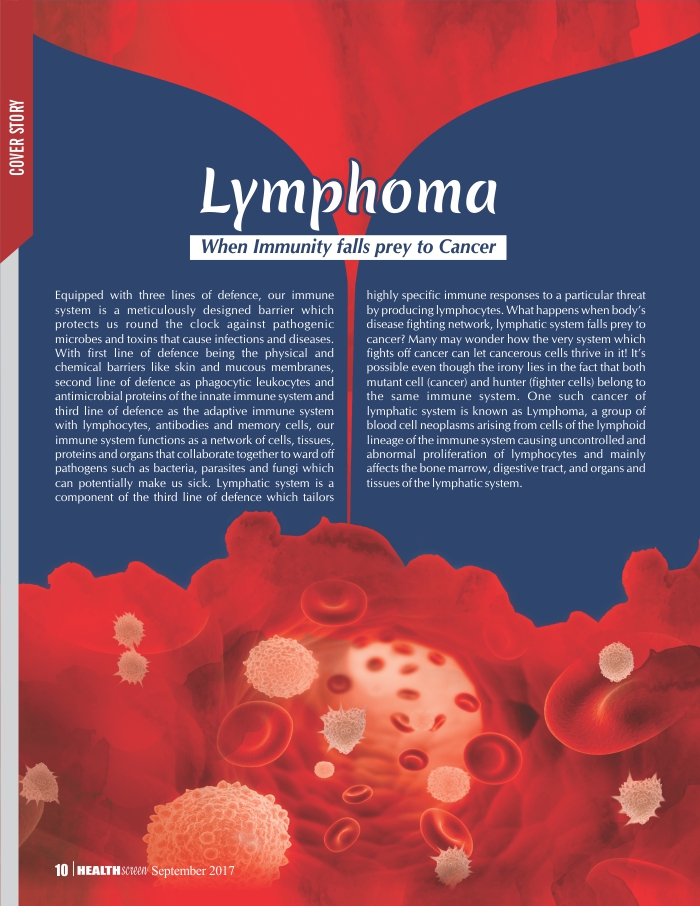 COVER STORY
Lymphoma
When Immunity falls prey to Cancer
Equipped with three lines of defence, our immune
system is a meticulously designed barrier which
protects us round the clock against pathogenic
microbes and toxins that cause infections and diseases.
With first line of defence being the physical and
chemical barriers like skin and mucous membranes,
second line of defence as phagocytic leukocytes and
antimicrobial proteins of the innate immune system and
third line of defence as the adaptive immune system
with lymphocytes, antibodies and memory cells, our
immune system functions as a network of cells, tissues,
proteins and organs that collaborate together to ward off
pathogens such as bacteria, parasites and fungi which
can potentially make us sick. Lymphatic system is a
component of the third line of defence which tailors
highly specific immune responses to a particular threat
by producing lymphocytes. What happens when body's
disease fighting network, lymphatic system falls prey to
cancer? Many may wonder how the very system which
fights off cancer can let cancerous cells thrive in it! It's
possible even though the irony lies in the fact that both
mutant cell (cancer) and hunter (fighter cells) belong to
the same immune system. One such cancer of
lymphatic system is known as Lymphoma, a group of
blood cell neoplasms arising from cells of the lymphoid
lineage of the immune system causing uncontrolled and
abnormal proliferation of lymphocytes and mainly
affects the bone marrow, digestive tract, and organs and
tissues of the lymphatic system.
10 HEALTHscreen September 2017